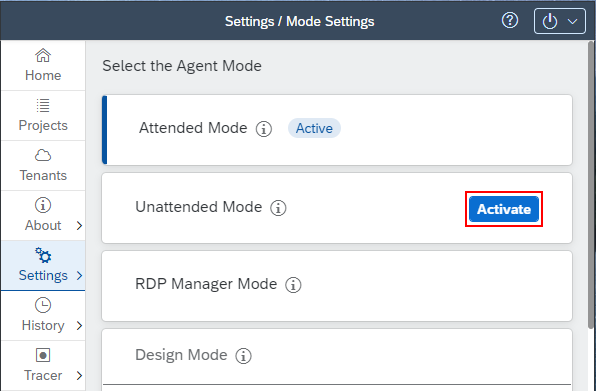 Settings / Mode Settings
Home
Projects
Tenants
About
Settings
History
Tracer
Select the Agent Mode
Attended Mode Active
Unattended Mode Activate
RDP Manager Mode
Design Mode